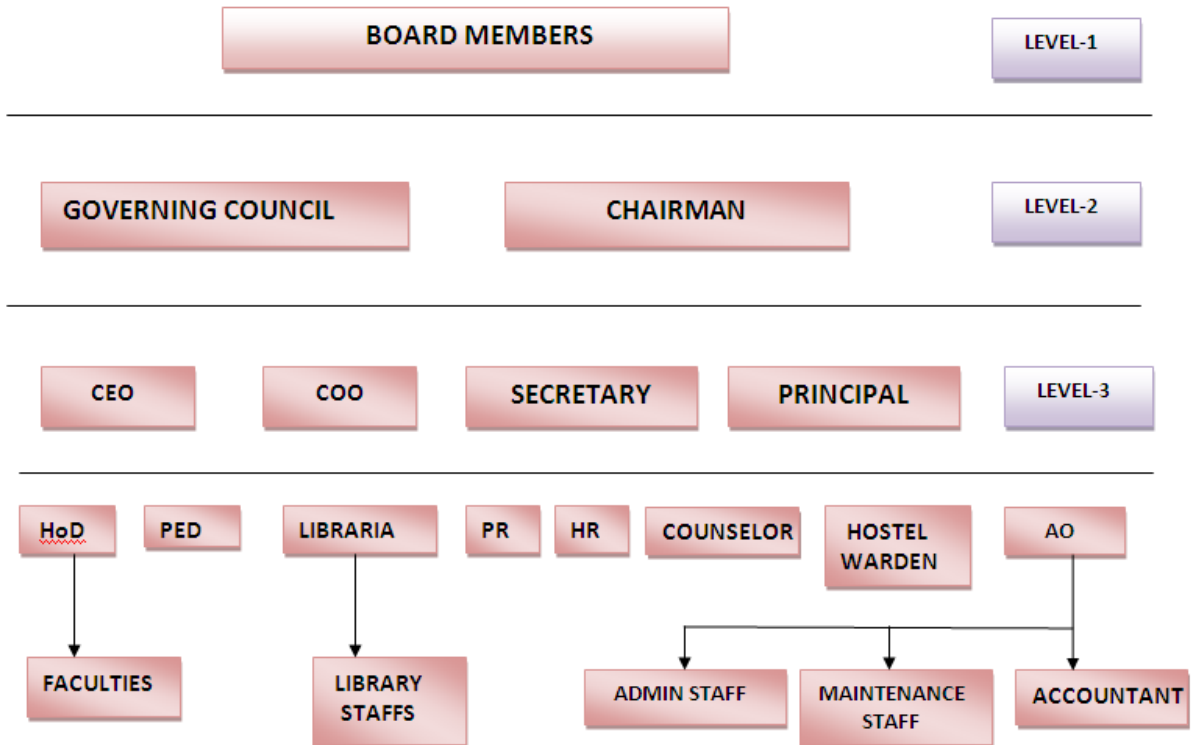 BOARD MEMBERS
LEVEL-1
GOVERNING COUNCIL
CHAIRMAN
LEVEL-2
CEO
COO
SECRETARY
PRINCIPAL
LEVEL-3
HoD
PED
LIBRARIA
PR
HR
COUNSELOR
HOSTEL
WARDEN
AO
FACULTIES
LIBRARY
STAFFS
ADMIN STAFF
MAINTENANCE
STAFF
ACCOUNTANT